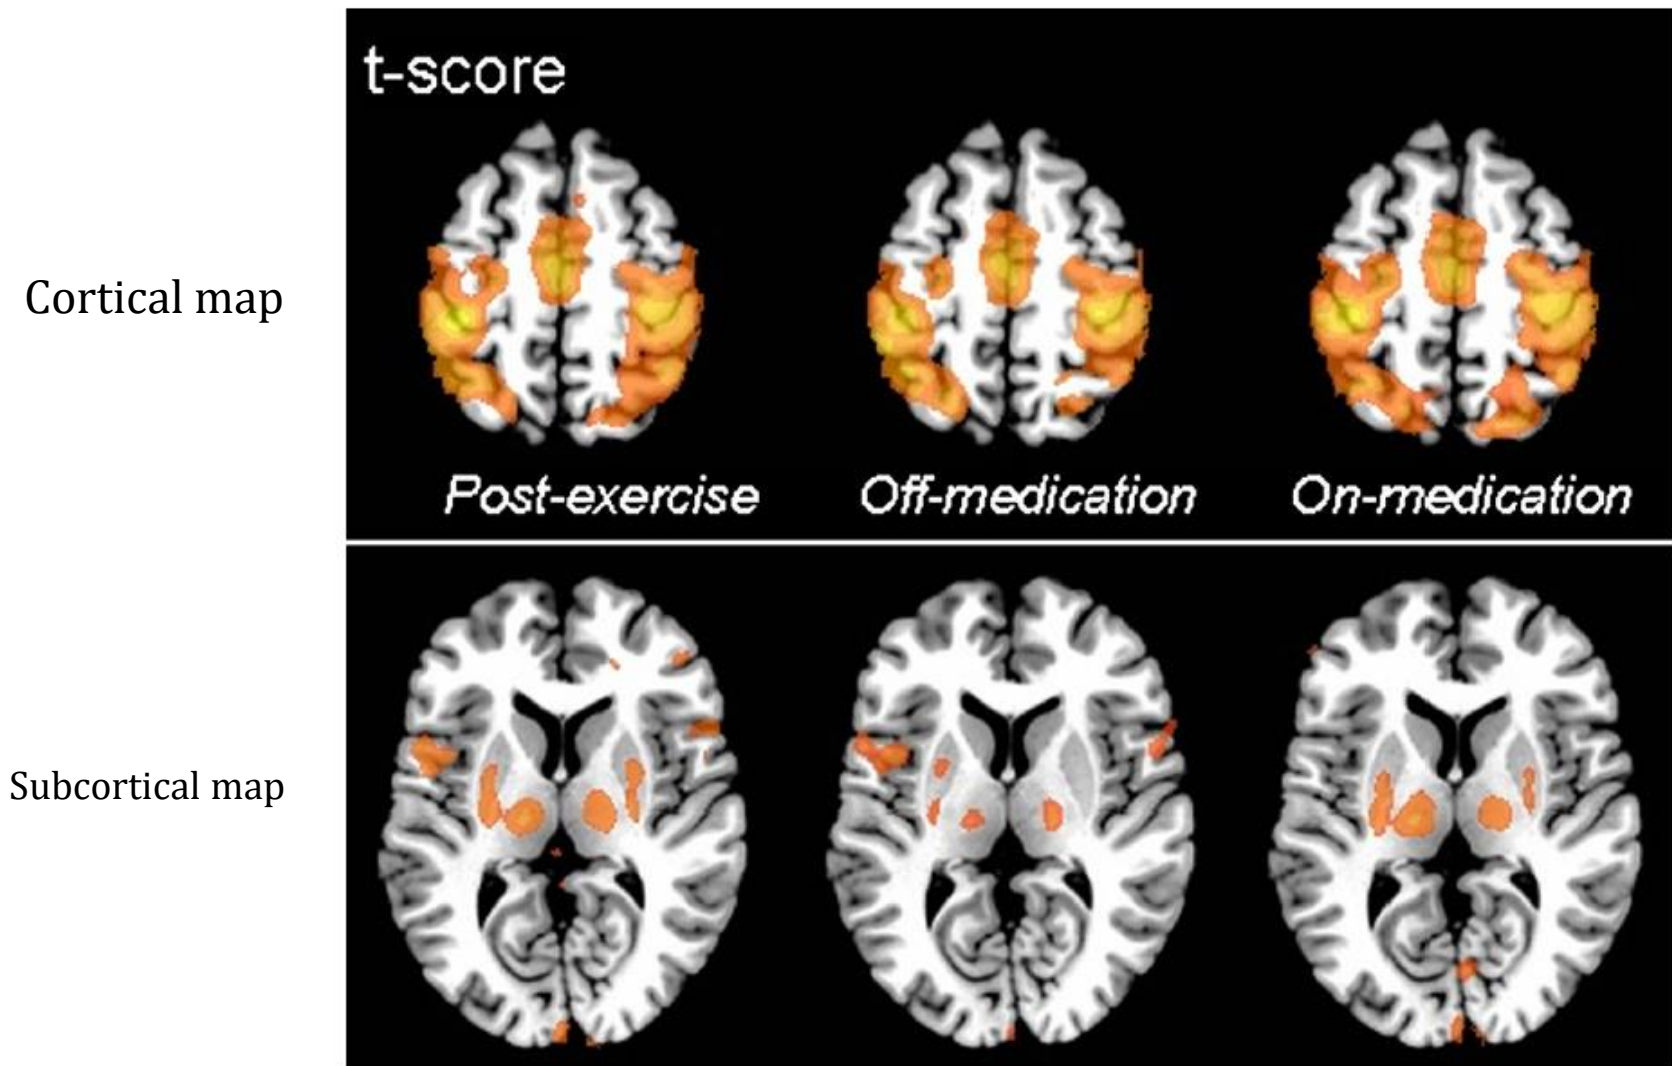 t-score
Cortical map
Post-exercise Off-medication On-medication
Subcortical map